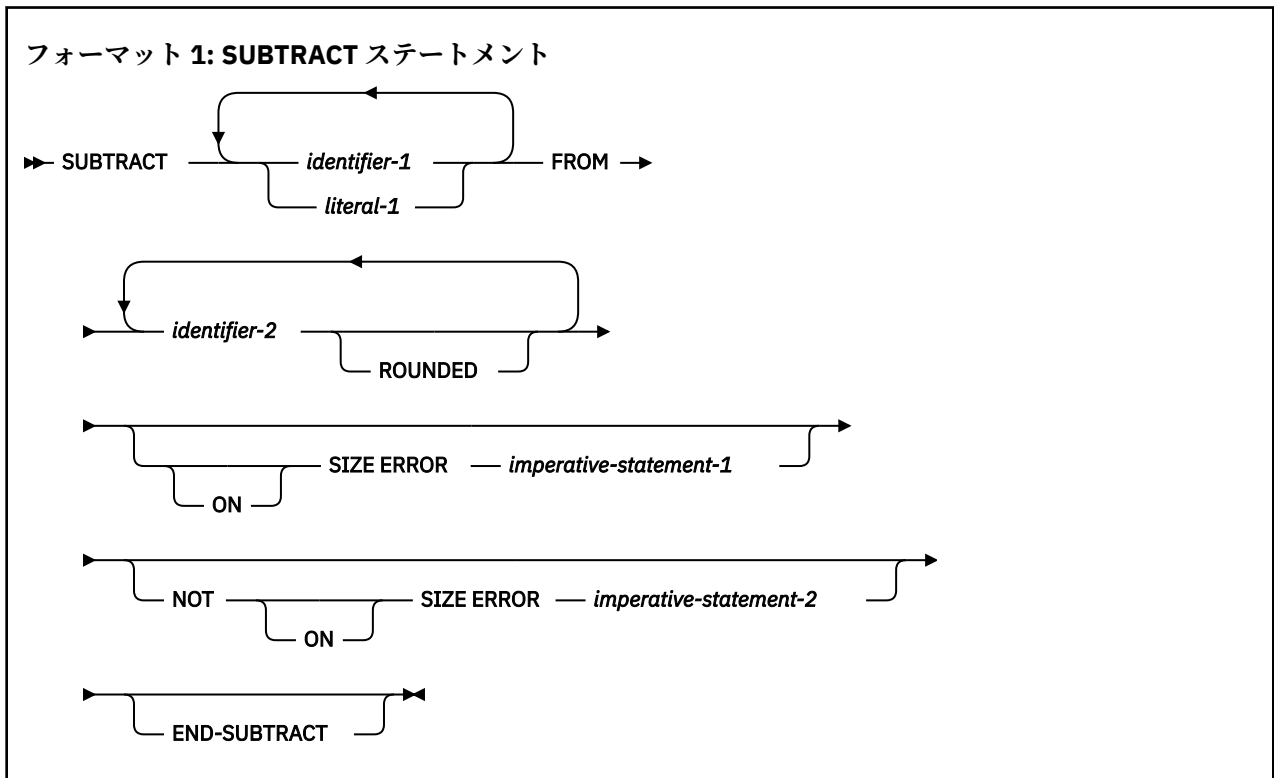 フォーマット 1: SUBTRACT ステートメント
SUBTRACT identifier-1 FROM
literal-1
identifier-2
ROUNDED
SIZE ERROR imperative-statement-1
ON
NOT SIZE ERROR imperative-statement-2
ON
END-SUBTRACT